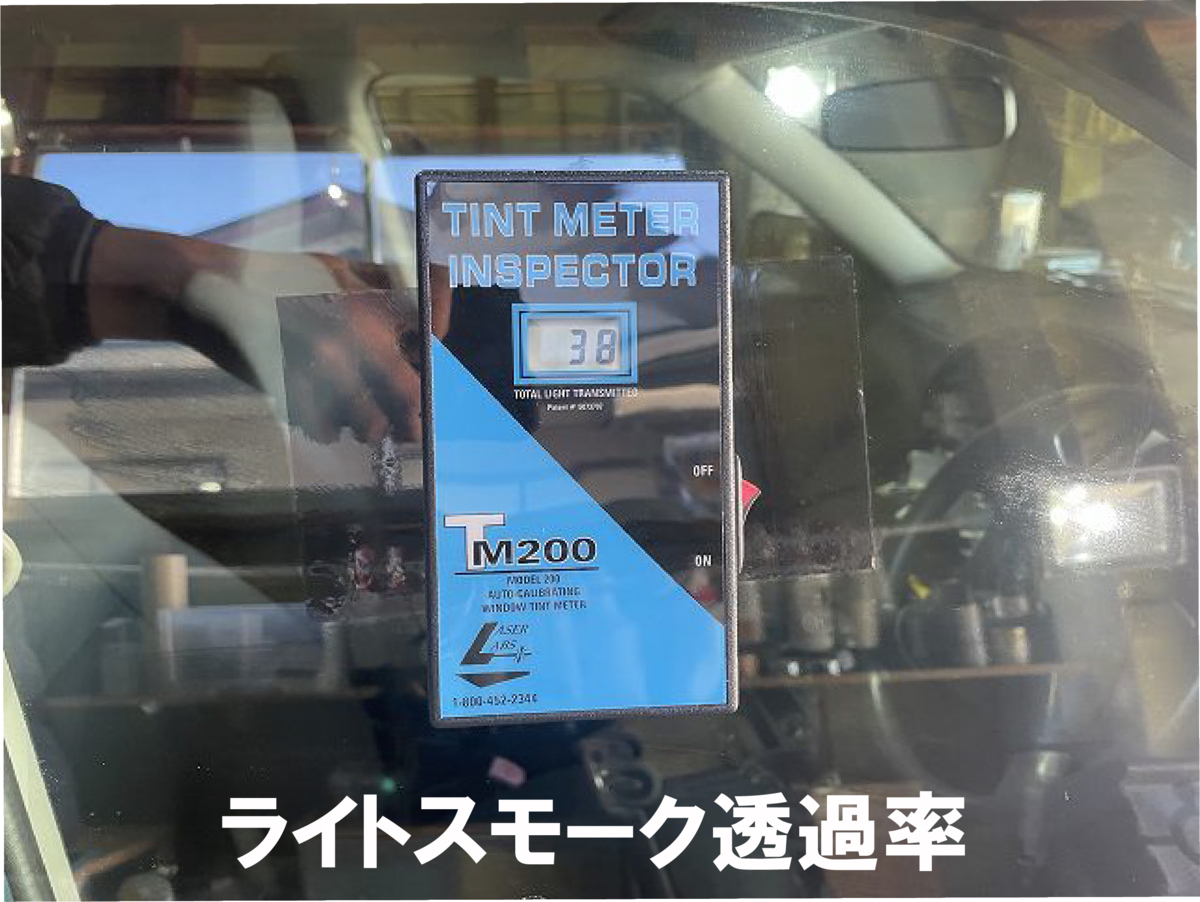 TINT METER
INSPECTOR
38
TOTAL LIGHT TRANSMITTED
OFF
ON
TM200
MODEL 200
AUTO-CALIBRATING
WINDOW TINT METER
LASER
LABS
1-800-452-2344
ライトスモーク透過率